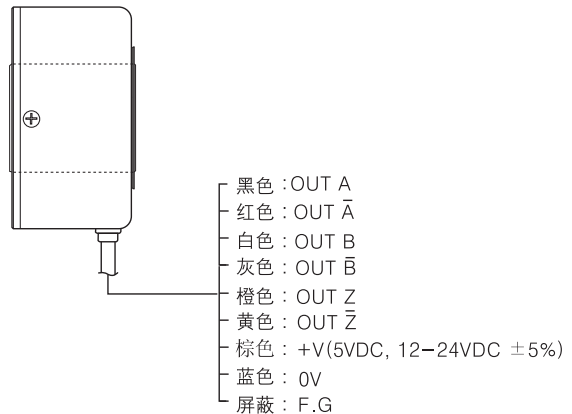 黑色：OUT A
红色：OUT A̅
白色：OUT B
灰色：OUT B̅
橙色：OUT Z
黄色：OUT Z̅
棕色：+V(5VDC, 12−24VDC ±5%)
蓝色：0V
屏蔽：F.G